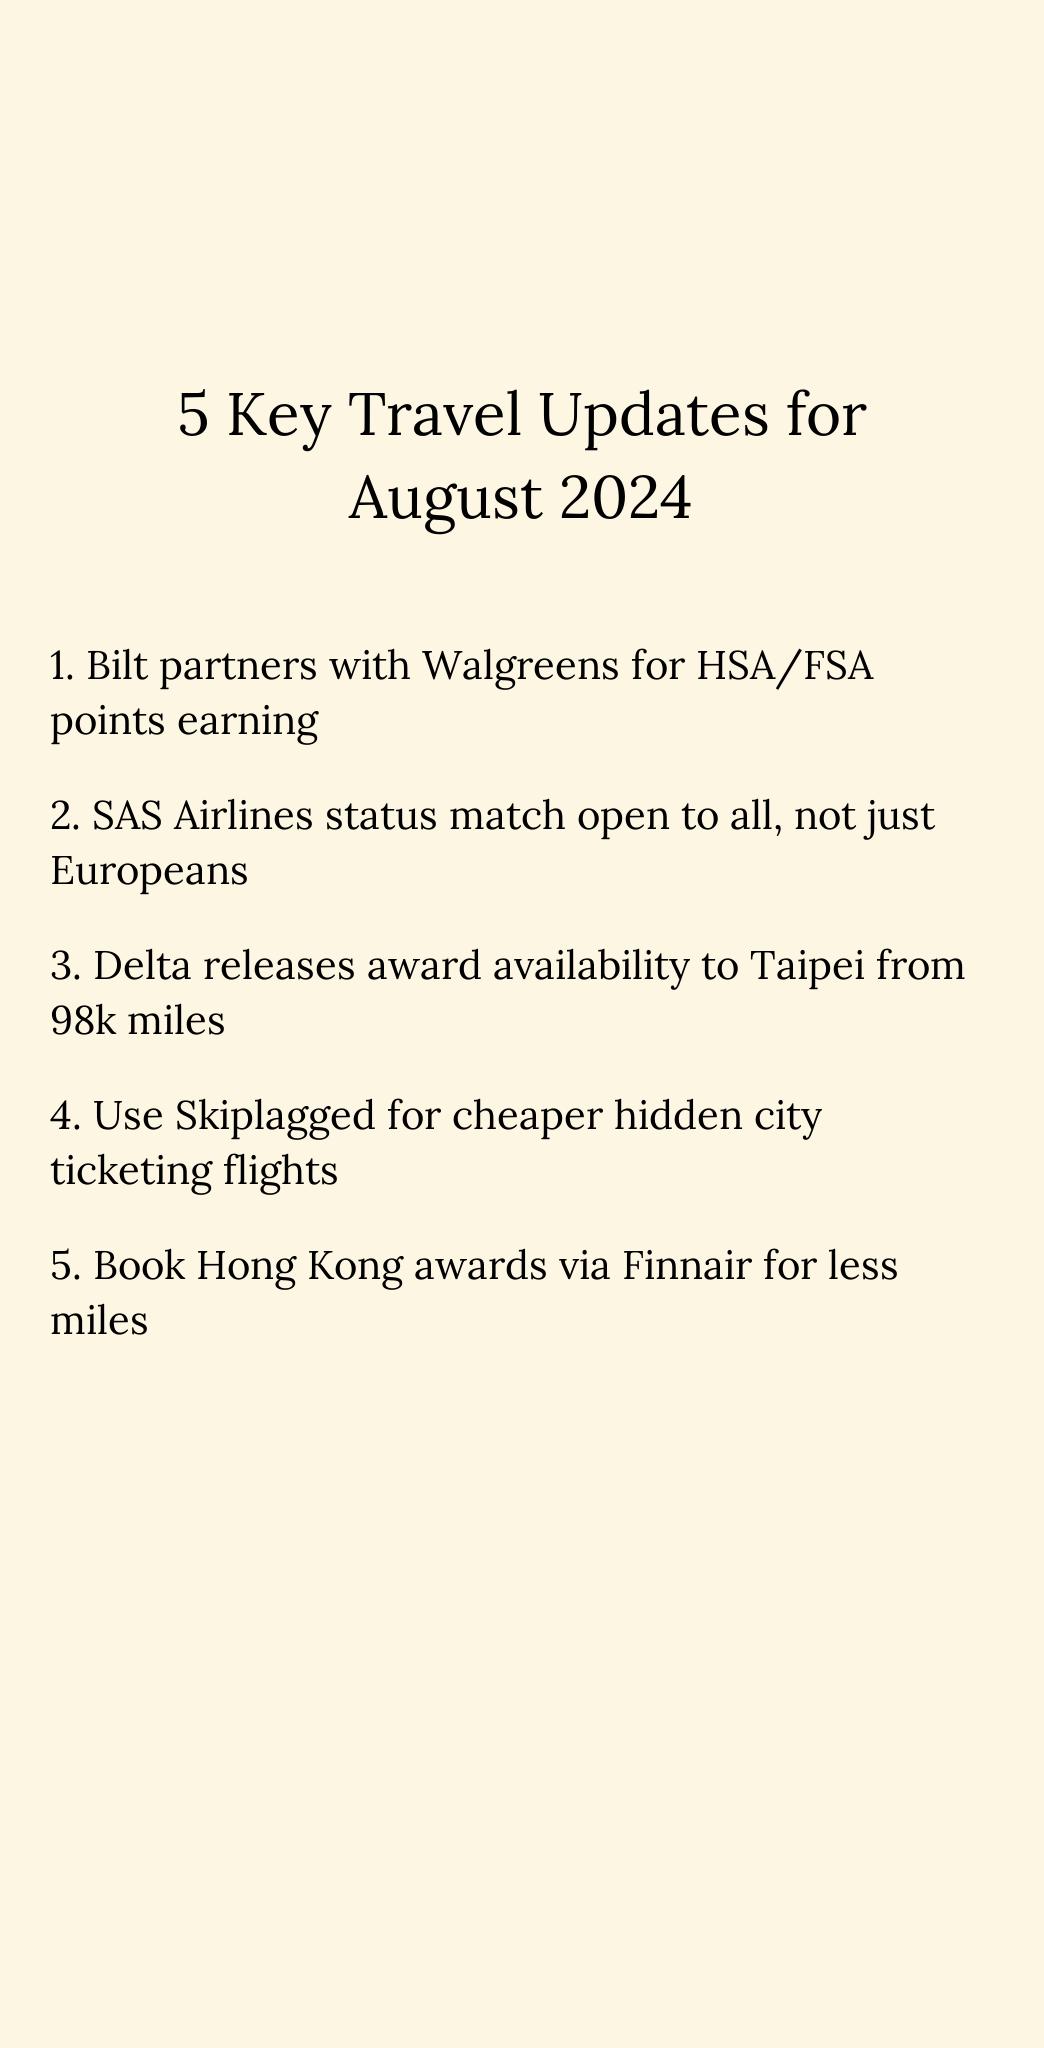 5 Key Travel Updates for
August 2024
1. Bilt partners with Walgreens for HSA/FSA
points earning
2. SAS Airlines status match open to all, not just
Europeans
3. Delta releases award availability to Taipei from
98k miles
4. Use Skiplagged for cheaper hidden city
ticketing flights
5. Book Hong Kong awards via Finnair for less
miles